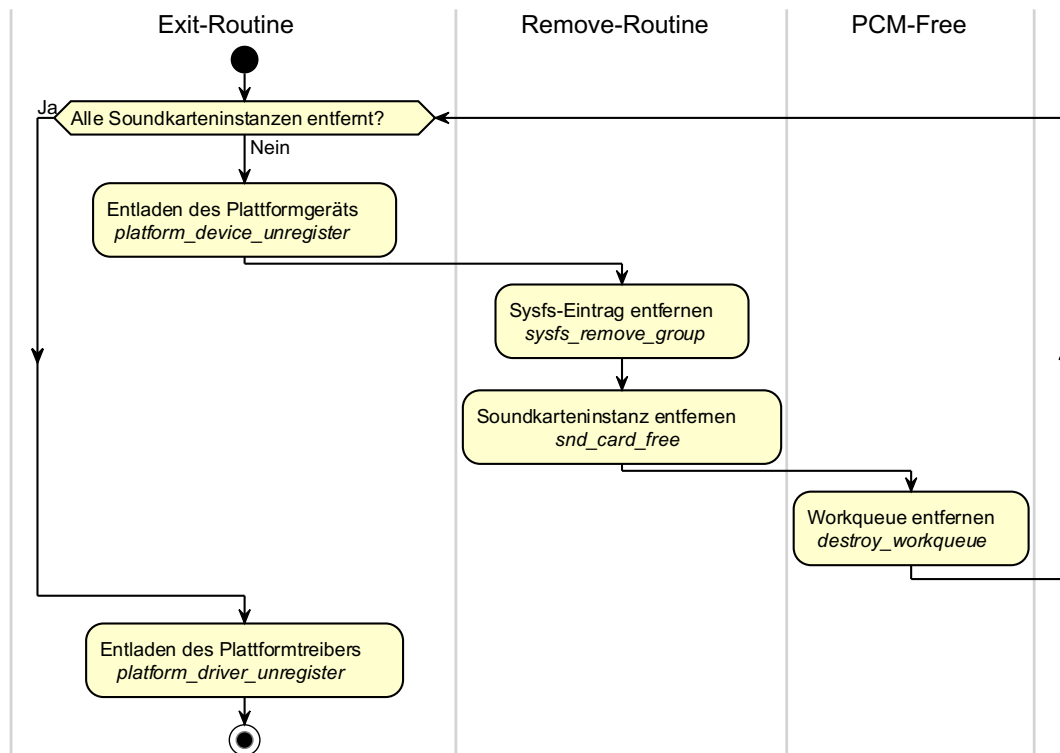 Exit-Routine
Remove-Routine
PCM-Free
Ja
Alle Soundkarteninstanzen entfernt?
Nein
Entladen des Plattformgeräts
platform_device_unregister
Sysfs-Eintrag entfernen
sysfs_remove_group
Soundkarteninstanz entfernen
snd_card_free
Workqueue entfernen
destroy_workqueue
Entladen des Plattformtreibers
platform_driver_unregister